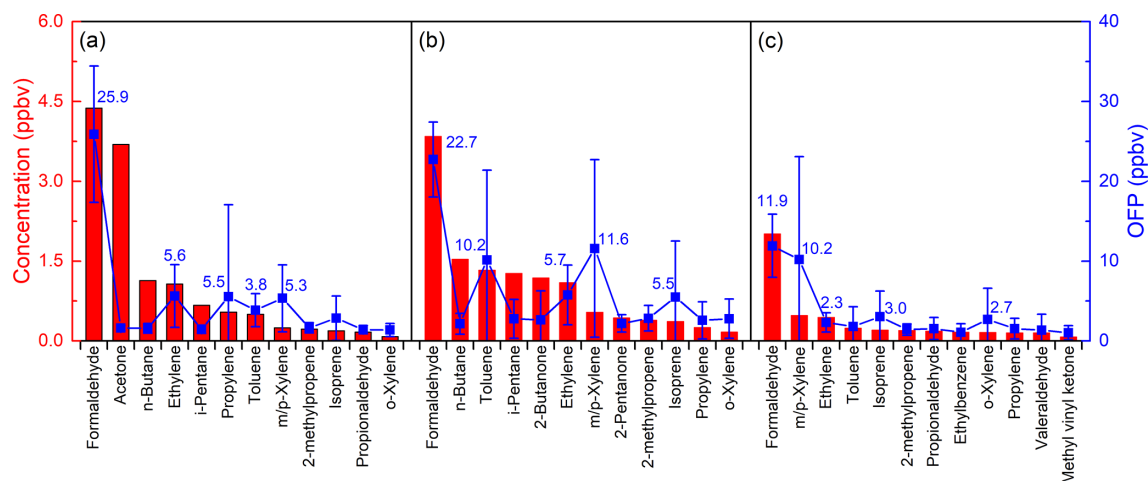 6.0
4.5
3.0
1.5
0.0
Concentration (ppbv)
(a)
25.9
5.6
5.5
3.8
5.3
Formaldehyde
Acetone
n-Butane
Ethylene
i-Pentane
Propylene
Toluene
m/p-Xylene
2-methylpropene
Isoprene
Propionaldehyde
o-Xylene
(b)
22.7
10.2
5.7
11.6
5.5
Formaldehyde
n-Butane
Toluene
i-Pentane
2-Butanone
Ethylene
m/p-Xylene
2-Pentanone
2-methylpropene
Isoprene
Propylene
o-Xylene
(c)
11.9
10.2
2.3
3.0
2.7
Formaldehyde
m/p-Xylene
Ethylene
Toluene
Isoprene
2-methylpropene
Propionaldehyde
Ethylbenzene
o-Xylene
Propylene
Valeraldehyde
Methyl vinyl ketone
40
30
20
10
0
OFP (ppbv)